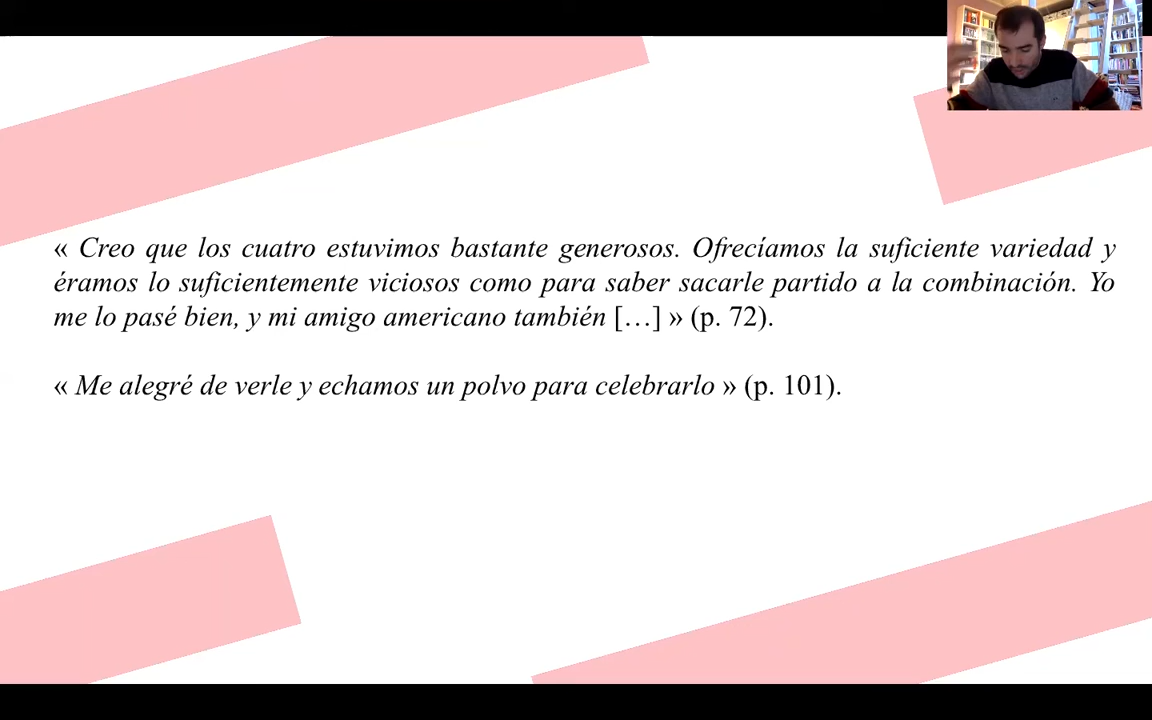 « Creo que los cuatro estuvimos bastante generosos. Ofrecíamos la suficiente variedad y
éramos lo suficientemente viciosos como para saber sacarle partido a la combinación. Yo
me lo pasé bien, y mi amigo americano también […] » (p. 72).
« Me alegré de verle y echamos un polvo para celebrarlo » (p. 101).